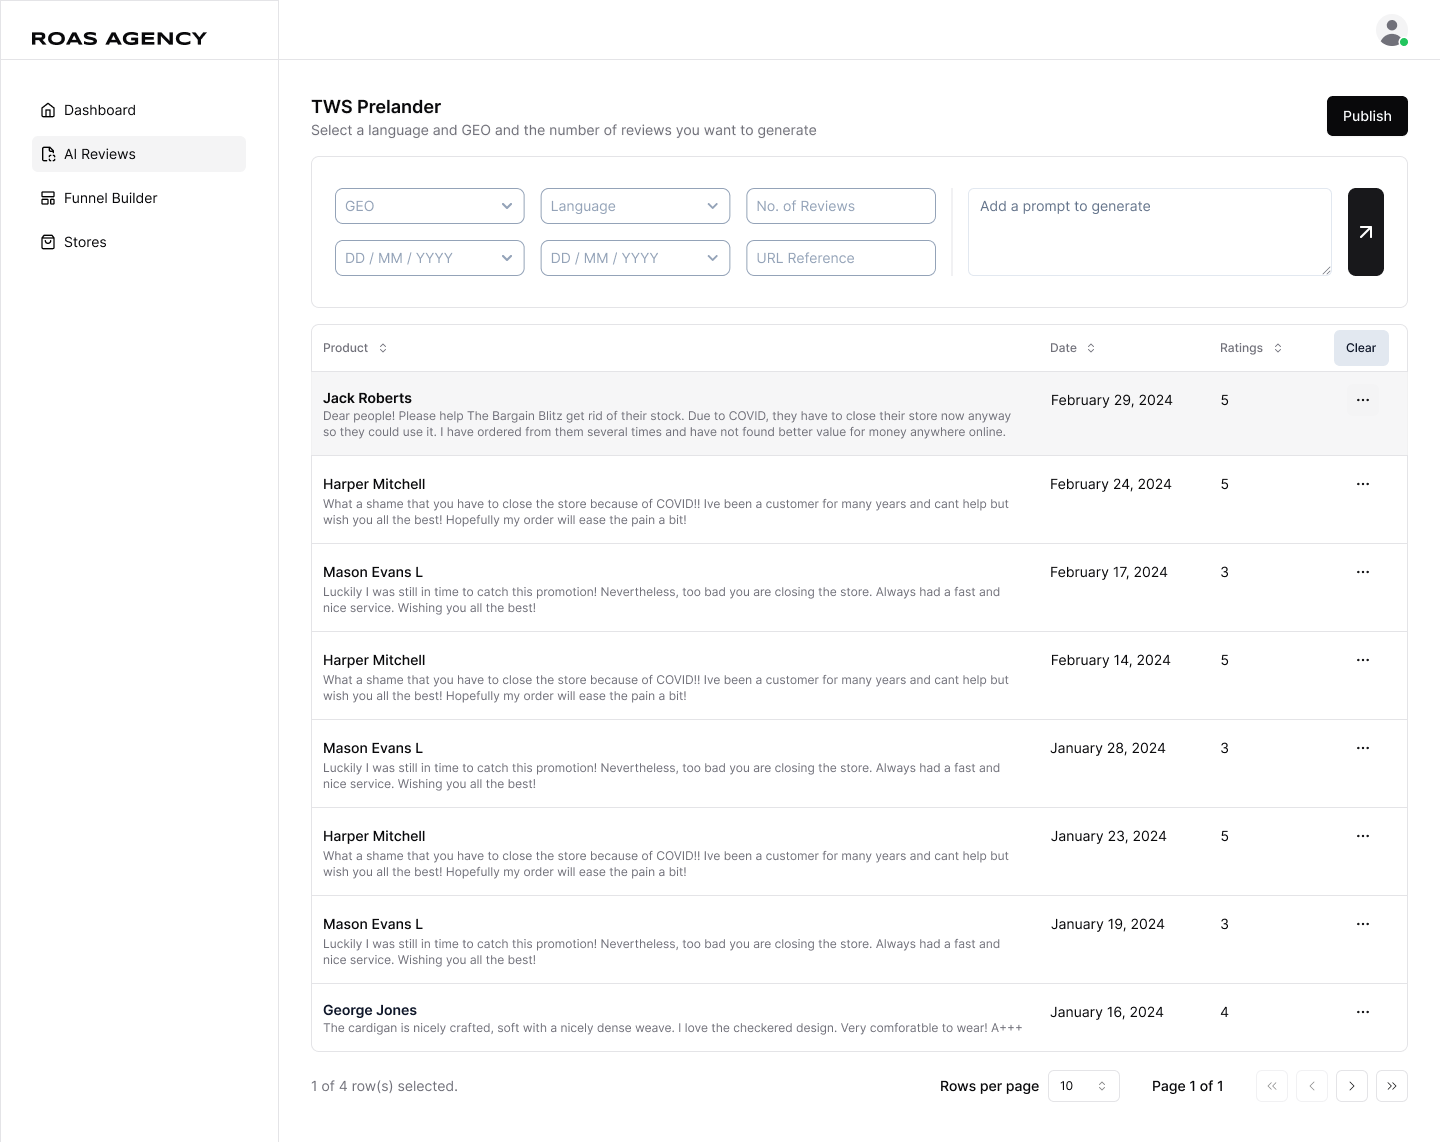 ROAS AGENCY
Dashboard
AI Reviews
Funnel Builder
Stores
TWS Prelander
Select a language and GEO and the number of reviews you want to generate
Publish
GEO
Language
No. of Reviews
DD / MM / YYYY
DD / MM / YYYY
URL Reference
Add a prompt to generate
Product
Date
Ratings
Clear
Jack Roberts
Dear people! Please help The Bargain Blitz get rid of their stock. Due to COVID, they have to close their store now anyway
so they could use it. I have ordered from them several times and have not found better value for money anywhere online.
February 29, 2024
5
Harper Mitchell
What a shame that you have to close the store because of COVID!! Ive been a customer for many years and cant help but
wish you all the best! Hopefully my order will ease the pain a bit!
February 24, 2024
5
Mason Evans L
Luckily I was still in time to catch this promotion! Nevertheless, too bad you are closing the store. Always had a fast and
nice service. Wishing you all the best!
February 17, 2024
3
Harper Mitchell
What a shame that you have to close the store because of COVID!! Ive been a customer for many years and cant help but
wish you all the best! Hopefully my order will ease the pain a bit!
February 14, 2024
5
Mason Evans L
Luckily I was still in time to catch this promotion! Nevertheless, too bad you are closing the store. Always had a fast and
nice service. Wishing you all the best!
January 28, 2024
3
Harper Mitchell
What a shame that you have to close the store because of COVID!! Ive been a customer for many years and cant help but
wish you all the best! Hopefully my order will ease the pain a bit!
January 23, 2024
5
Mason Evans L
Luckily I was still in time to catch this promotion! Nevertheless, too bad you are closing the store. Always had a fast and
nice service. Wishing you all the best!
January 19, 2024
3
George Jones
The cardigan is nicely crafted, soft with a nicely dense weave. I love the checkered design. Very comforatble to wear! A+++
January 16, 2024
4
1 of 4 row(s) selected.
Rows per page
10
Page 1 of 1